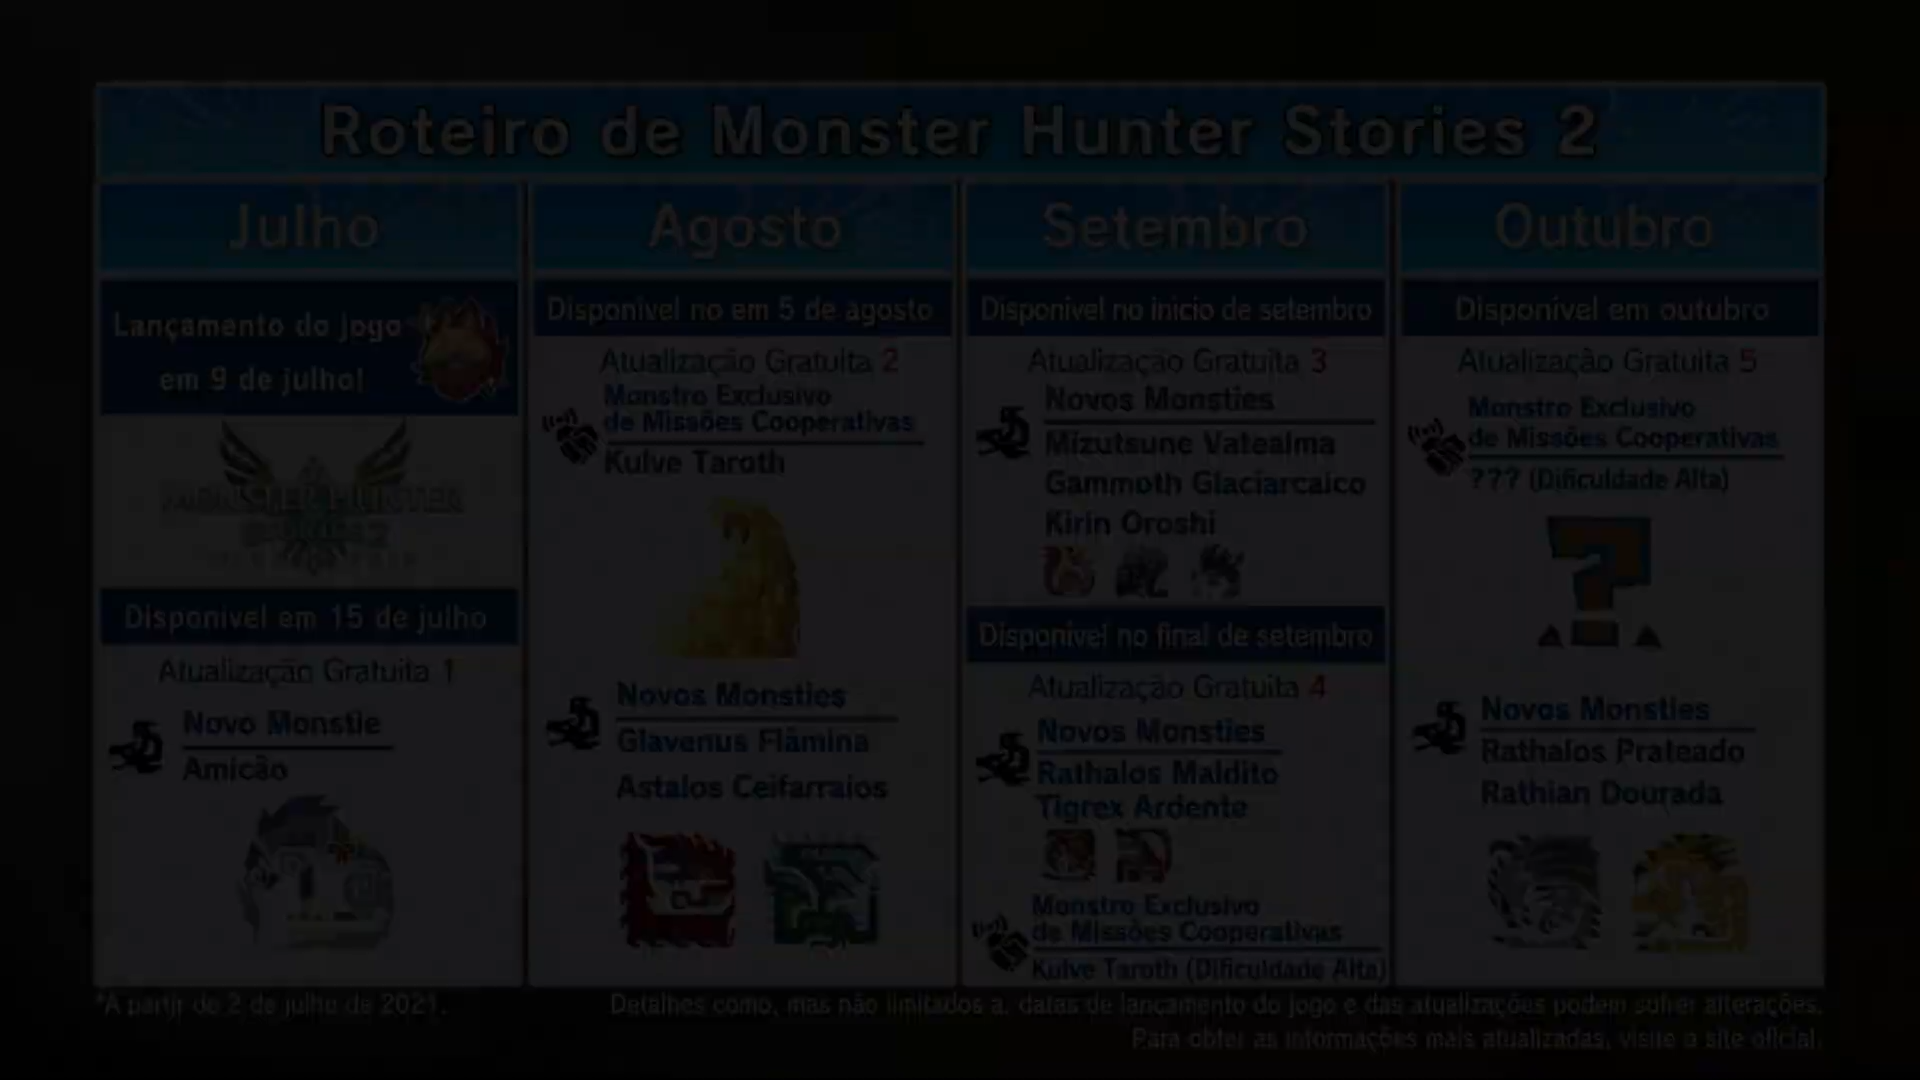 Roteiro de Monster Hunter Stories 2
Julho
Lançamento do jogo
em 9 de julho!
MONSTER HUNTER
STORIES 2
Disponível em 15 de julho
Atualização Gratuita 1
Novo Monstie
Amicão
Agosto
Disponível no em 5 de agosto
Atualização Gratuita 2
Monstro Exclusivo
de Missões Cooperativas
Kulve Taroth
Novos Monsties
Glavenus Flâmina
Astalos Ceifarraios
Setembro
Disponível no início de setembro
Atualização Gratuita 3
Novos Monsties
Mizutsune Vatealma
Gammoth Glaciarcaico
Kirin Oroshi
Disponível no final de setembro
Atualização Gratuita 4
Novos Monsties
Rathalos Maldito
Tigrex Ardente
Monstro Exclusivo
de Missões Cooperativas
Kulve Taroth (Dificuldade Alta)
Outubro
Disponível em outubro
Atualização Gratuita 5
Monstro Exclusivo
de Missões Cooperativas
??? (Dificuldade Alta)
?
Novos Monsties
Rathalos Prateado
Rathian Dourada
*A partir de 2 de julho de 2021.
Detalhes como, mas não limitados a, datas de lançamento do jogo e das atualizações podem sofrer alterações.
Para obter as informações mais atualizadas, visite o site oficial.